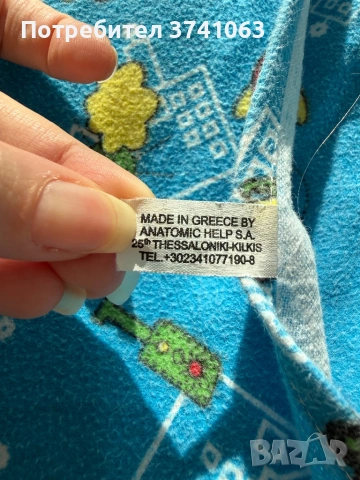 Потребител 3741063
MADE IN GREECE BY
ANATOMIC HELP S.A.
25th THESSALONIKI-KILKIS
TEL.+302341077190-8
BAZAR